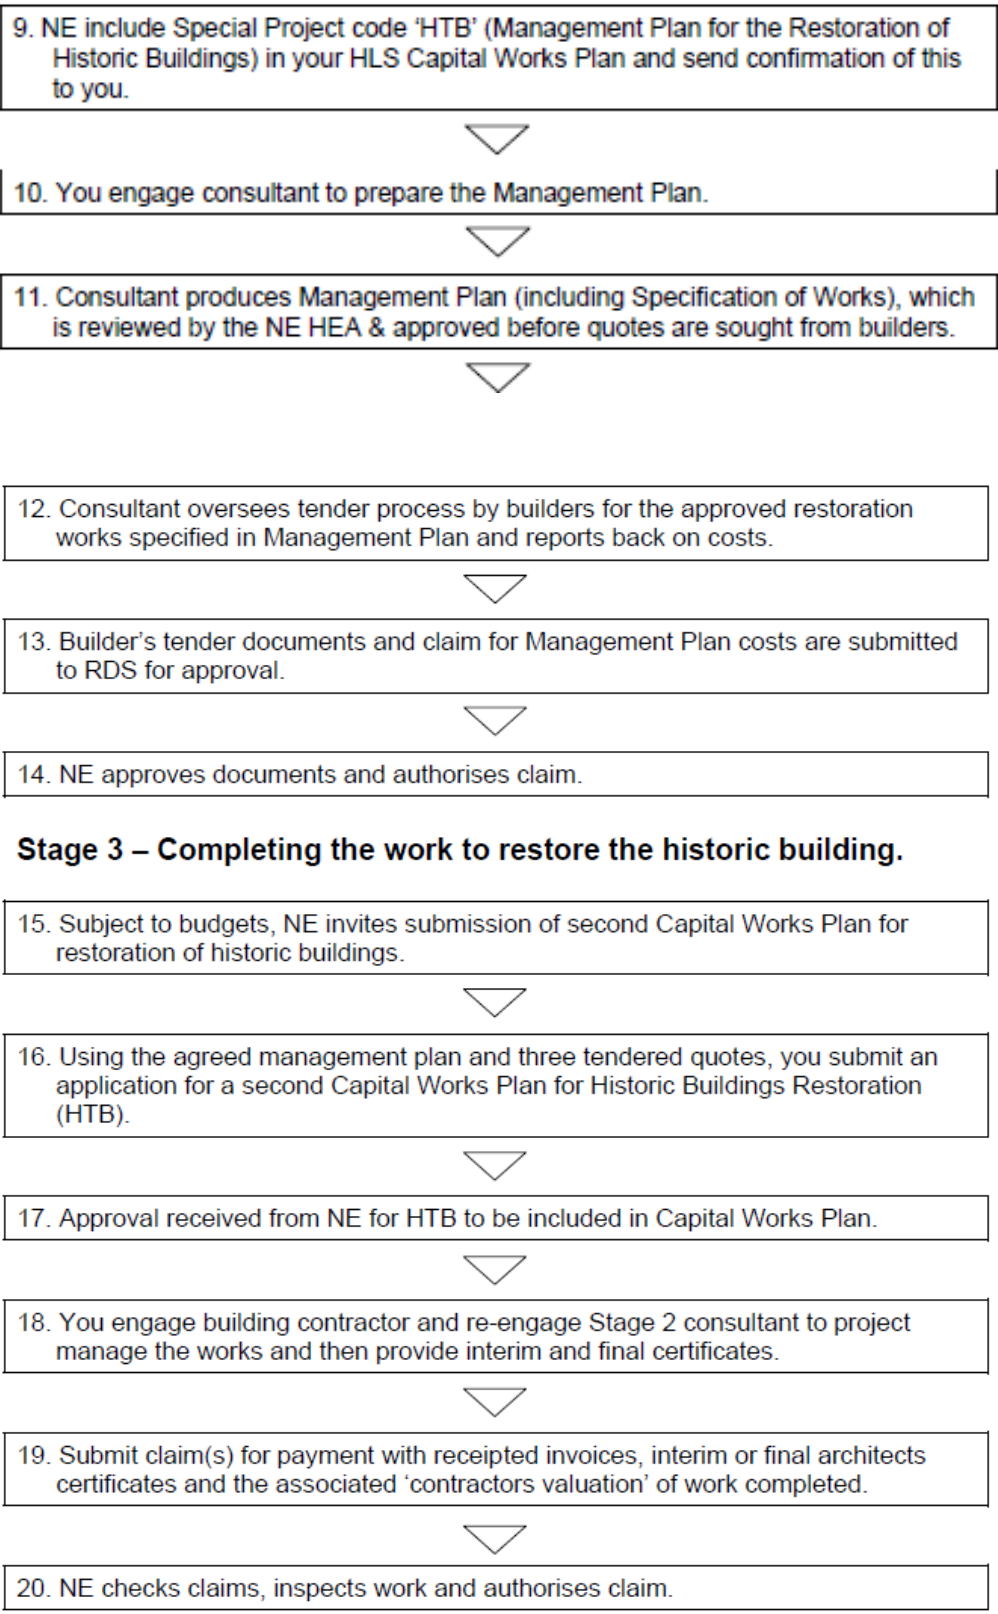 9. NE include Special Project code ‘HTB’ (Management Plan for the Restoration of
Historic Buildings) in your HLS Capital Works Plan and send confirmation of this
to you.
10. You engage consultant to prepare the Management Plan.
11. Consultant produces Management Plan (including Specification of Works), which
is reviewed by the NE HEA & approved before quotes are sought from builders.
12. Consultant oversees tender process by builders for the approved restoration
works specified in Management Plan and reports back on costs.
13. Builder’s tender documents and claim for Management Plan costs are submitted
to RDS for approval.
14. NE approves documents and authorises claim.
Stage 3 – Completing the work to restore the historic building.
15. Subject to budgets, NE invites submission of second Capital Works Plan for
restoration of historic buildings.
16. Using the agreed management plan and three tendered quotes, you submit an
application for a second Capital Works Plan for Historic Buildings Restoration
(HTB).
17. Approval received from NE for HTB to be included in Capital Works Plan.
18. You engage building contractor and re-engage Stage 2 consultant to project
manage the works and then provide interim and final certificates.
19. Submit claim(s) for payment with receipted invoices, interim or final architects
certificates and the associated ‘contractors valuation’ of work completed.
20. NE checks claims, inspects work and authorises claim.